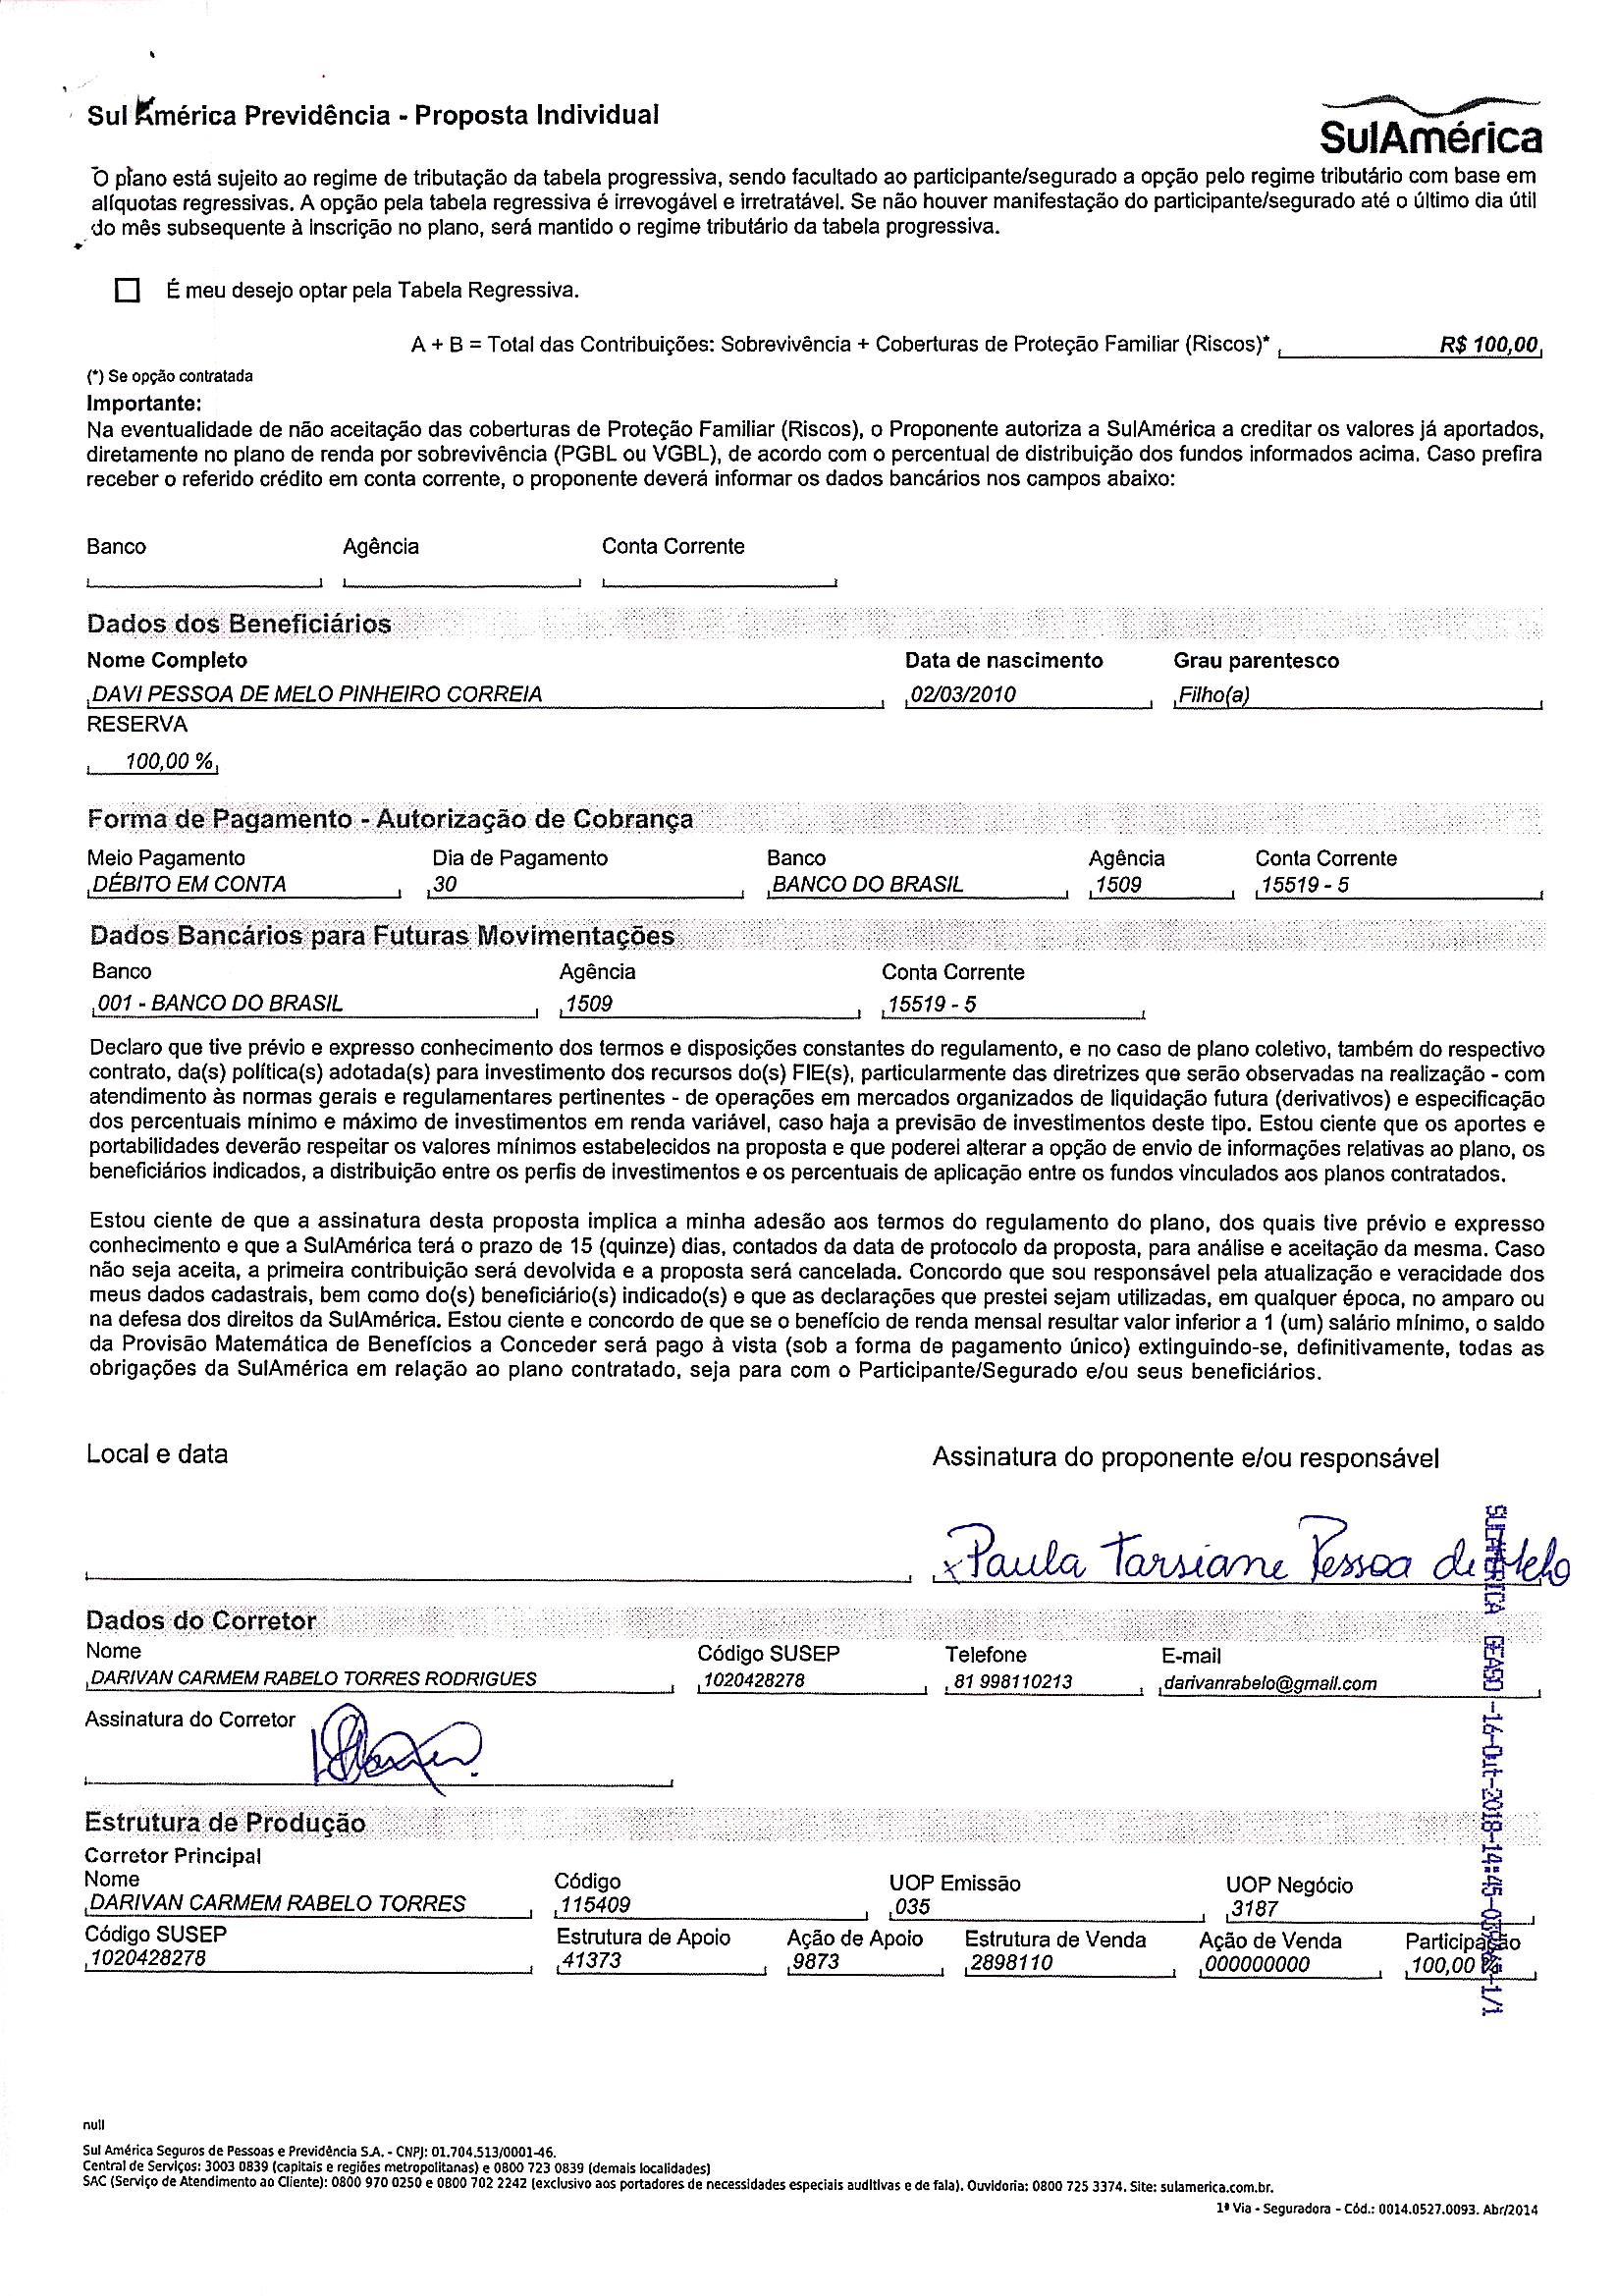 Sul América Previdência - Proposta Individual
SulAmérica
O plano está sujeito ao regime de tributação da tabela progressiva, sendo facultado ao participante/segurado a opção pelo regime tributário com base em
alíquotas regressivas. A opção pela tabela regressiva é irrevogável e irretratável. Se não houver manifestação do participante/segurado até o último dia útil
do mês subsequente à inscrição no plano, será mantido o regime tributário da tabela progressiva.
É meu desejo optar pela Tabela Regressiva.
A + B = Total das Contribuições: Sobrevivência + Coberturas de Proteção Familiar (Riscos)* R$ 100,00
(*) Se opção contratada
Importante:
Na eventualidade de não aceitação das coberturas de Proteção Familiar (Riscos), o Proponente autoriza a SulAmérica a creditar os valores já aportados,
diretamente no plano de renda por sobrevivência (PGBL ou VGBL), de acordo com o percentual de distribuição dos fundos informados acima. Caso prefira
receber o referido crédito em conta corrente, o proponente deverá informar os dados bancários nos campos abaixo:
Banco Agência Conta Corrente
Dados dos Beneficiários
Nome Completo Data de nascimento Grau parentesco
DAVI PESSOA DE MELO PINHEIRO CORREIA 02/03/2010 Filho(a)
RESERVA
100,00 %
Forma de Pagamento - Autorização de Cobrança
Meio Pagamento Dia de Pagamento Banco Agência Conta Corrente
DÉBITO EM CONTA 30 BANCO DO BRASIL 1509 15519 - 5
Dados Bancários para Futuras Movimentações
Banco Agência Conta Corrente
001 - BANCO DO BRASIL 1509 15519 - 5
Declaro que tive prévio e expresso conhecimento dos termos e disposições constantes do regulamento, e no caso de plano coletivo, também do respectivo
contrato, da(s) política(s) adotada(s) para investimento dos recursos do(s) FIE(s), particularmente das diretrizes que serão observadas na realização - com
atendimento às normas gerais e regulamentares pertinentes - de operações em mercados organizados de liquidação futura (derivativos) e especificação
dos percentuais mínimo e máximo de investimentos em renda variável, caso haja a previsão de investimentos deste tipo. Estou ciente que os aportes e
portabilidades deverão respeitar os valores mínimos estabelecidos na proposta e que poderei alterar a opção de envio de informações relativas ao plano, os
beneficiários indicados, a distribuição entre os perfis de investimentos e os percentuais de aplicação entre os fundos vinculados aos planos contratados.
Estou ciente de que a assinatura desta proposta implica a minha adesão aos termos do regulamento do plano, dos quais tive prévio e expresso
conhecimento e que a SulAmérica terá o prazo de 15 (quinze) dias, contados da data de protocolo da proposta, para análise e aceitação da mesma. Caso
não seja aceita, a primeira contribuição será devolvida e a proposta será cancelada. Concordo que sou responsável pela atualização e veracidade dos
meus dados cadastrais, bem como do(s) beneficiário(s) indicado(s) e que as declarações que prestei sejam utilizadas, em qualquer época, no amparo ou
na defesa dos direitos da SulAmérica. Estou ciente e concordo de que se o benefício de renda mensal resultar valor inferior a 1 (um) salário mínimo, o saldo
da Provisão Matemática de Benefícios a Conceder será pago à vista (sob a forma de pagamento único) extinguindo-se, definitivamente, todas as
obrigações da SulAmérica em relação ao plano contratado, seja para com o Participante/Segurado e/ou seus beneficiários.
Local e data Assinatura do proponente e/ou responsável
x Paula Tarsiane Pessoa de Melo
Dados do Corretor
Nome Código SUSEP Telefone E-mail
DARIVAN CARMEM RABELO TORRES RODRIGUES 1020428278 81 998110213 darivanrabelo@gmail.com
Assinatura do Corretor
Estrutura de Produção
Corretor Principal
Nome Código UOP Emissão UOP Negócio
DARIVAN CARMEM RABELO TORRES 115409 035 3187
Código SUSEP Estrutura de Apoio Ação de Apoio Estrutura de Venda Ação de Venda Participação
1020428278 41373 9873 2898110 000000000 100,00 %
SULAMERICA -16-Out-2018-14:45- -1/1
null
Sul América Seguros de Pessoas e Previdência S.A. - CNPJ: 01.704.513/0001-46.
Central de Serviços: 3003 0839 (capitais e regiões metropolitanas) e 0800 723 0839 (demais localidades)
SAC (Serviço de Atendimento ao Cliente): 0800 970 0250 e 0800 702 2242 (exclusivo aos portadores de necessidades especiais auditivas e de fala). Ouvidoria: 0800 725 3374. Site: sulamerica.com.br.
1ª Via - Seguradora - Cód.: 0014.0527.0093. Abr/2014